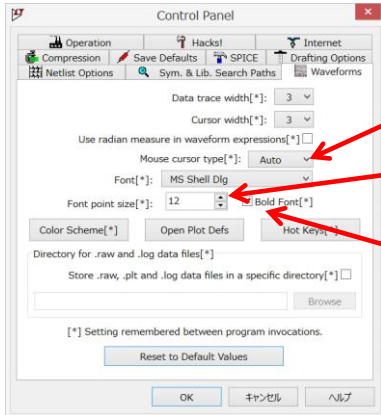 Control Panel
Operation
Hacks!
Internet
Compression
Save Defaults
SPICE
Drafting Options
Netlist Options
Sym. & Lib. Search Paths
Waveforms
Data trace width[*]: 3
Cursor width[*]: 3
Use radian measure in waveform expressions[*]
Mouse cursor type[*]: Auto
Font[*]: MS Shell Dlg
Font point size[*]: 12 Bold Font[*]
Color Scheme[*] Open Plot Defs Hot Keys[*]
Directory for .raw and .log data files[*]
Store .raw, .plt and .log data files in a specific directory[*]
Browse
[*] Setting remembered between program invocations.
Reset to Default Values
OK キャンセル ヘルプ